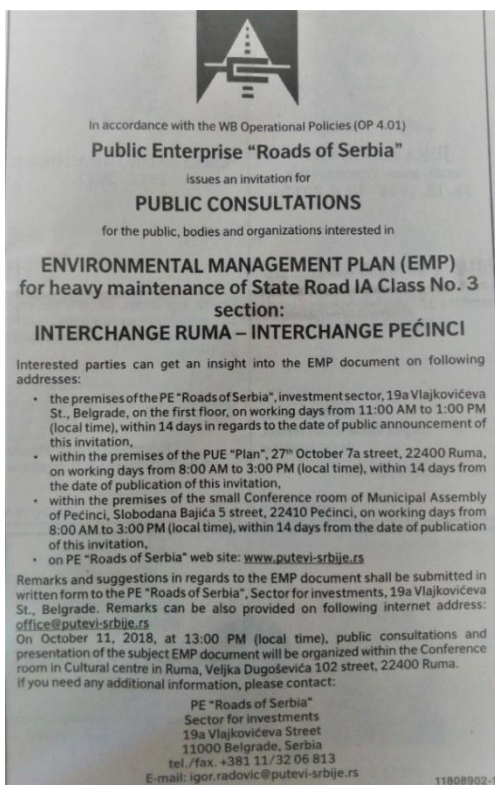 In accordance with the WB Operational Policies (OP 4.01)
Public Enterprise "Roads of Serbia"
issues an invitation for
PUBLIC CONSULTATIONS
for the public, bodies and organizations interested in
ENVIRONMENTAL MANAGEMENT PLAN (EMP)
for heavy maintenance of State Road IA Class No. 3
section:
INTERCHANGE RUMA – INTERCHANGE PEĆINCI
Interested parties can get an insight into the EMP document on following
addresses:
• the premises of the PE "Roads of Serbia", investment sector, 19a Vlajkovićeva
St., Belgrade, on the first floor, on working days from 11:00 AM to 1:00 PM
(local time), within 14 days in regards to the date of public announcement of
this invitation,
• within the premises of the PUE "Plan", 27th October 7a street, 22400 Ruma,
on working days from 8:00 AM to 3:00 PM (local time), within 14 days from
the date of publication of this invitation,
• within the premises of the small Conference room of Municipal Assembly
of Pećinci, Slobodana Bajića 5 street, 22410 Pećinci, on working days from
8:00 AM to 3:00 PM (local time), within 14 days from the date of publication
of this invitation,
• on PE "Roads of Serbia" web site: www.putevi-srbije.rs
Remarks and suggestions in regards to the EMP document shall be submitted in
written form to the PE "Roads of Serbia", Sector for investments, 19a Vlajkovićeva
St., Belgrade. Remarks can be also provided on following internet address:
office@putevi-srbije.rs
On October 11, 2018, at 13:00 PM (local time), public consultations and
presentation of the subject EMP document will be organized within the Conference
room in Cultural centre in Ruma, Veljka Dugoševića 102 street, 22400 Ruma.
If you need any additional information, please contact:
PE "Roads of Serbia"
Sector for investments
19a Vlajkovićeva Street
11000 Belgrade, Serbia
tel./fax. +381 11/32 06 813
E-mail: igor.radovic@putevi-srbije.rs
11808902-1